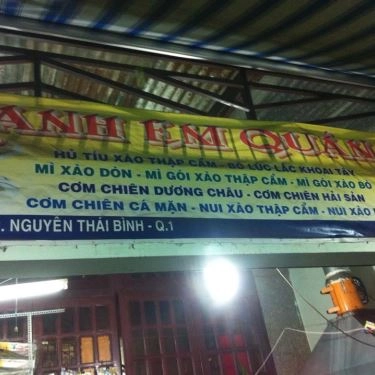 ANH EM QUÁN
HỦ TÍU XÀO THẬP CẨM - BÒ LÚC LẮC KHOAI TÂY
MÌ XÀO DÒN - MÌ GÓI XÀO THẬP CẨM - MÌ GÓI XÀO BÒ
CƠM CHIÊN DƯƠNG CHÂU - CƠM CHIÊN HẢI SẢN
CƠM CHIÊN CÁ MẶN - NUI XÀO THẬP CẨM - NUI XÀO
. NGUYỄN THÁI BÌNH - Q.1